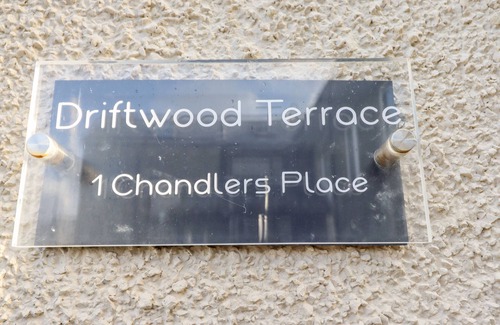 Driftwood Terrace
1 Chandlers Place